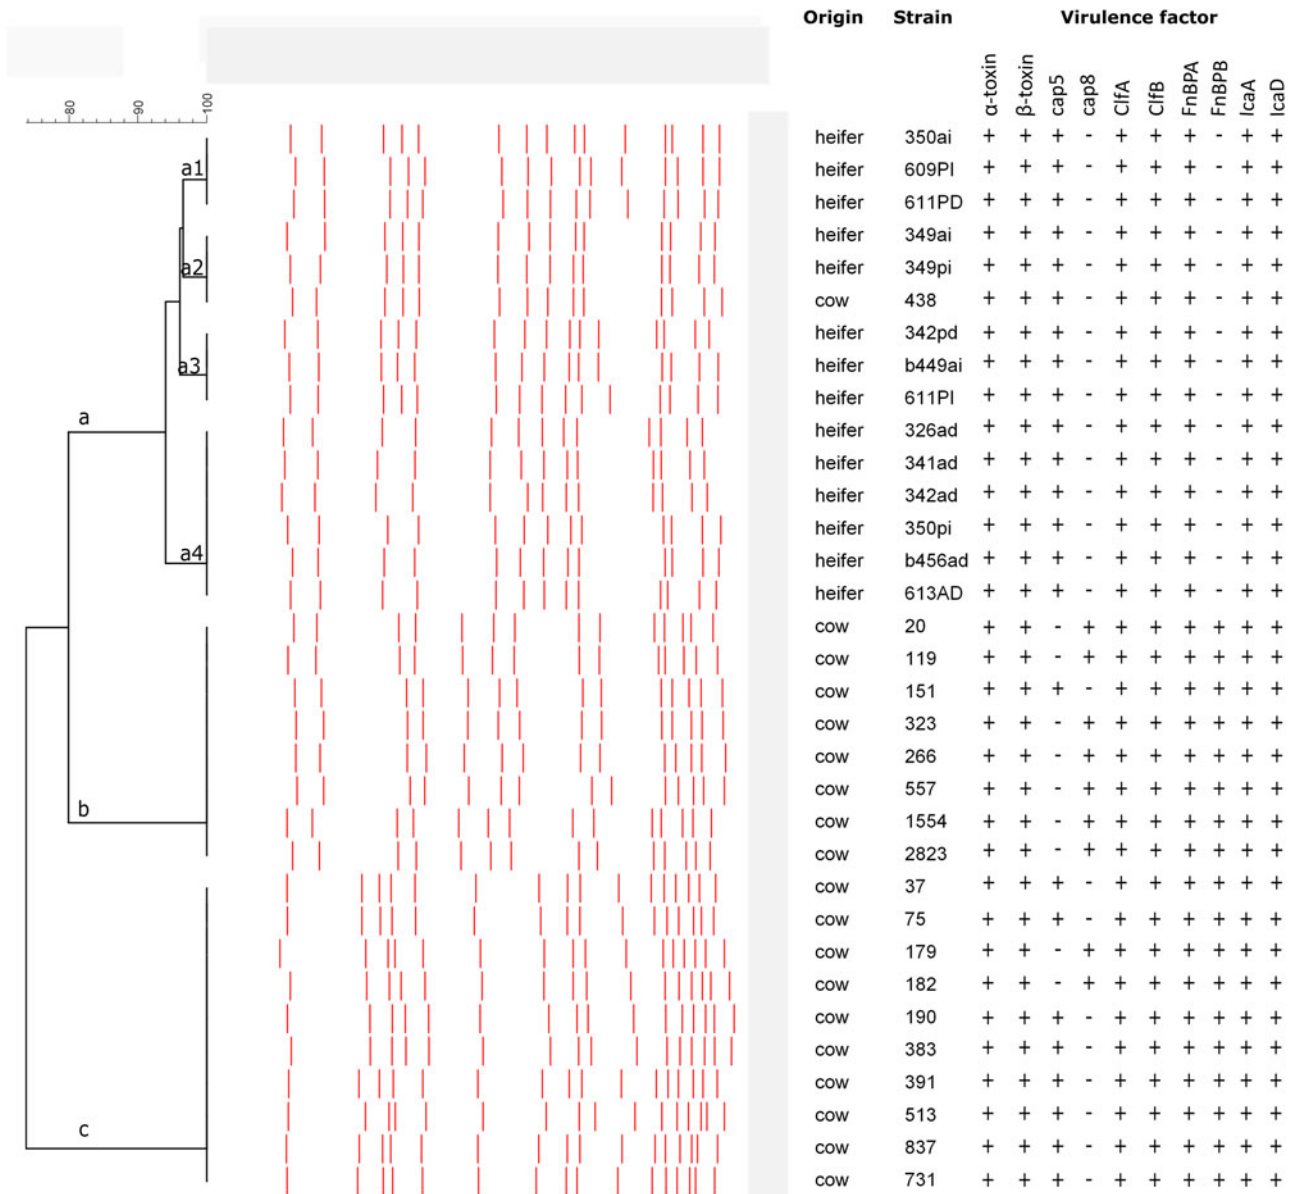 Origin Strain Virulence factor
α-toxin β-toxin cap5 cap8 ClfA ClfB FnBPA FnBPB IcaA IcaD
80 90 100
heifer 350ai + + + - + + + - + +
a1 heifer 609PI + + + - + + + - + +
heifer 611PD + + + - + + + - + +
heifer 349ai + + + - + + + - + +
a2 heifer 349pi + + + - + + + - + +
cow 438 + + + - + + + - + +
heifer 342pd + + + - + + + - + +
a3 heifer b449ai + + + - + + + - + +
heifer 611PI + + + - + + + - + +
a heifer 326ad + + + - + + + - + +
heifer 341ad + + + - + + + - + +
heifer 342ad + + + - + + + - + +
heifer 350pi + + + - + + + - + +
a4 heifer b456ad + + + - + + + - + +
heifer 613AD + + + - + + + - + +
cow 20 + + - + + + + + + +
cow 119 + + - + + + + + + +
cow 151 + + + - + + + + + +
cow 323 + + - + + + + + + +
cow 266 + + - + + + + + + +
cow 557 + + - + + + + + + +
b cow 1554 + + - + + + + + + +
cow 2823 + + - + + + + + + +
cow 37 + + + - + + + + + +
cow 75 + + + - + + + + + +
cow 179 + + - + + + + + + +
cow 182 + + - + + + + + + +
cow 190 + + + - + + + + + +
cow 383 + + + - + + + + + +
cow 391 + + + - + + + + + +
cow 513 + + + - + + + + + +
c cow 837 + + + - + + + + + +
cow 731 + + + - + + + + + +